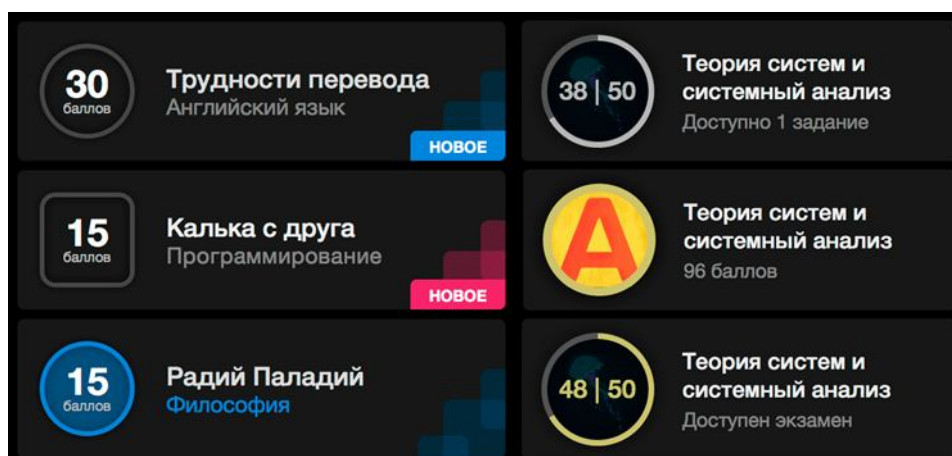 30
баллов
Трудности перевода
Английский язык
НОВОЕ
15
баллов
Калька с друга
Программирование
НОВОЕ
15
баллов
Радий Паладий
Философия
38 | 50
Теория систем и
системный анализ
Доступно 1 задание
А
Теория систем и
системный анализ
96 баллов
48 | 50
Теория систем и
системный анализ
Доступен экзамен